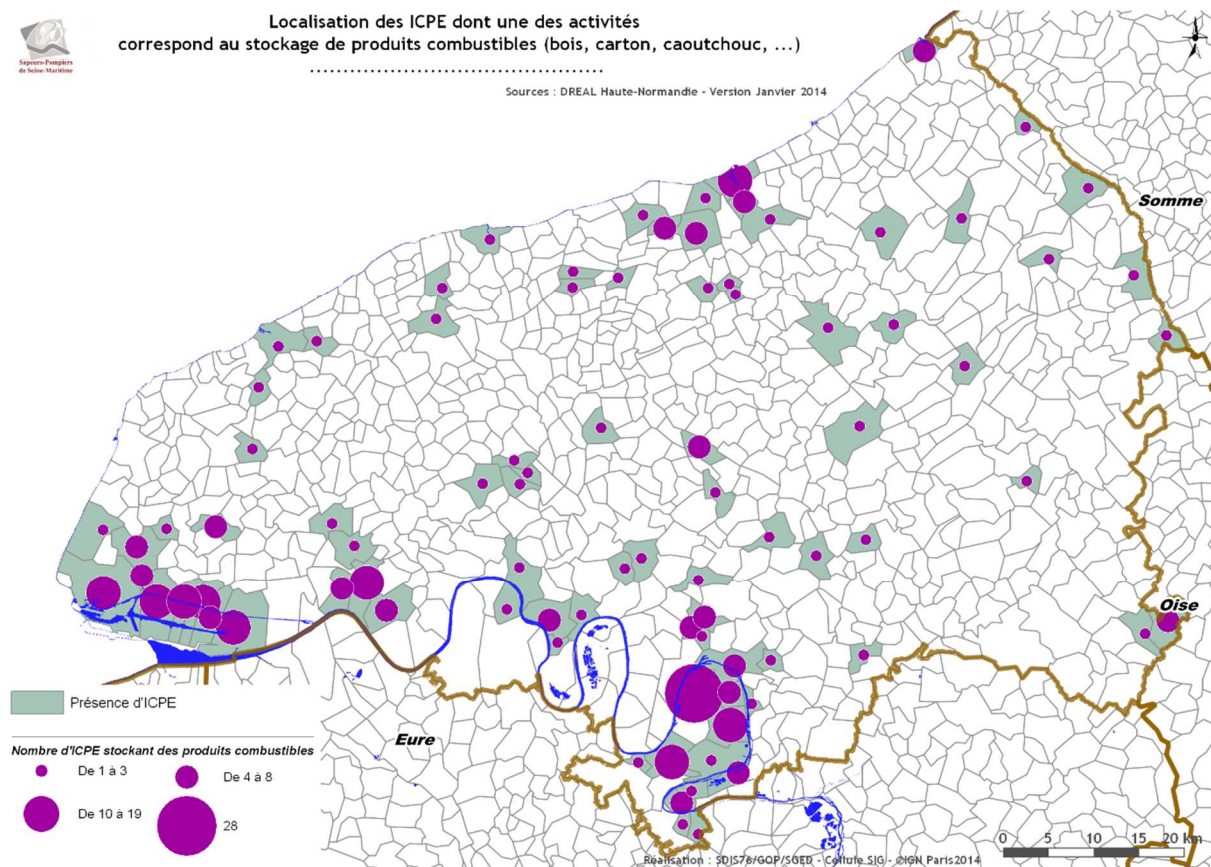 Localisation des ICPE dont une des activités
correspond au stockage de produits combustibles (bois, carton, caoutchouc, ...)
Sapeurs-Pompiers
de Seine-Maritime
Sources : DREAL Haute-Normandie - Version Janvier 2014
Somme
Oise
Eure
Présence d'ICPE
Nombre d'ICPE stockant des produits combustibles
De 1 à 3
De 4 à 8
De 10 à 19
28
0 5 10 15 20 km
Réalisation : SDIS76/GOP/SGED - Cellule SIG - ©IGN Paris2014